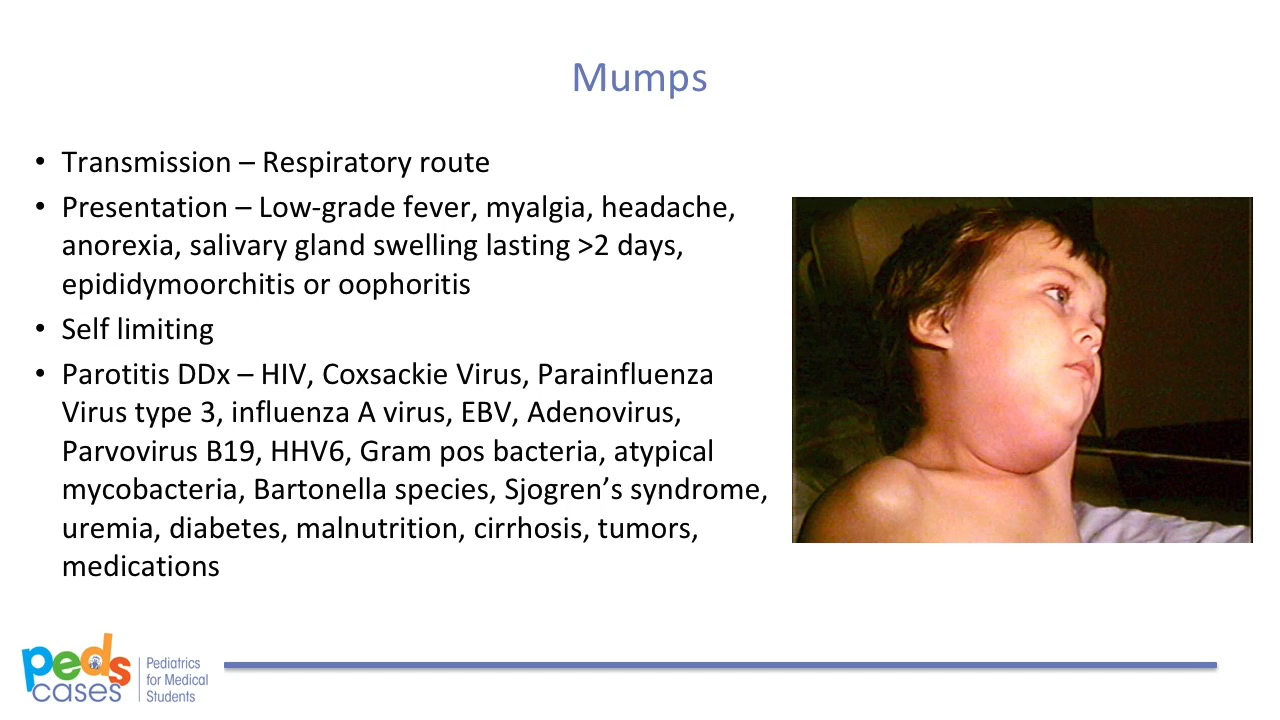 Mumps
• Transmission – Respiratory route
• Presentation – Low-grade fever, myalgia, headache,
anorexia, salivary gland swelling lasting >2 days,
epididymoorchitis or oophoritis
• Self limiting
• Parotitis DDx – HIV, Coxsackie Virus, Parainfluenza
Virus type 3, influenza A virus, EBV, Adenovirus,
Parvovirus B19, HHV6, Gram pos bacteria, atypical
mycobacteria, Bartonella species, Sjogren’s syndrome,
uremia, diabetes, malnutrition, cirrhosis, tumors,
medications
peds
cases
Pediatrics
for Medical
Students